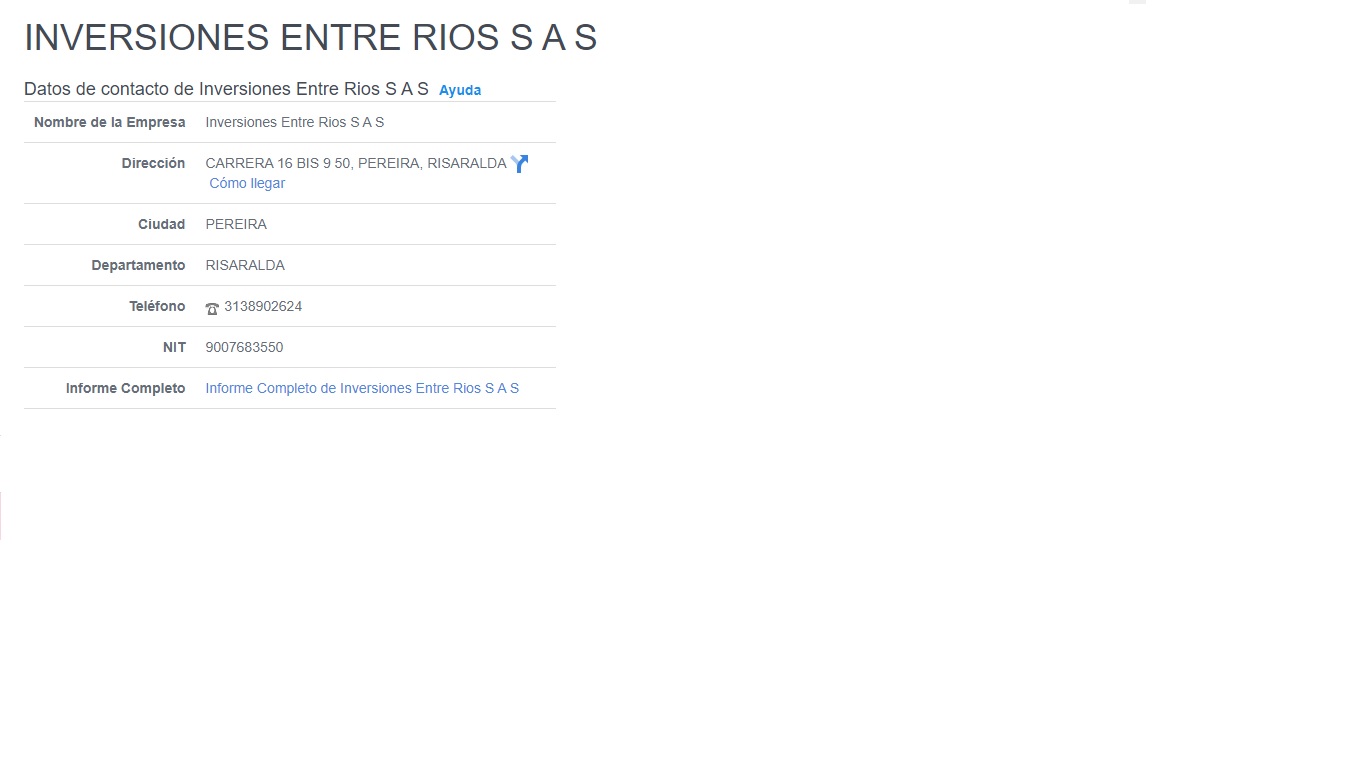 INVERSIONES ENTRE RIOS S A S
Datos de contacto de Inversiones Entre Rios S A S Ayuda
Nombre de la Empresa Inversiones Entre Rios S A S
Dirección CARRERA 16 BIS 9 50, PEREIRA, RISARALDA
Cómo llegar
Ciudad PEREIRA
Departamento RISARALDA
Teléfono 3138902624
NIT 9007683550
Informe Completo Informe Completo de Inversiones Entre Rios S A S